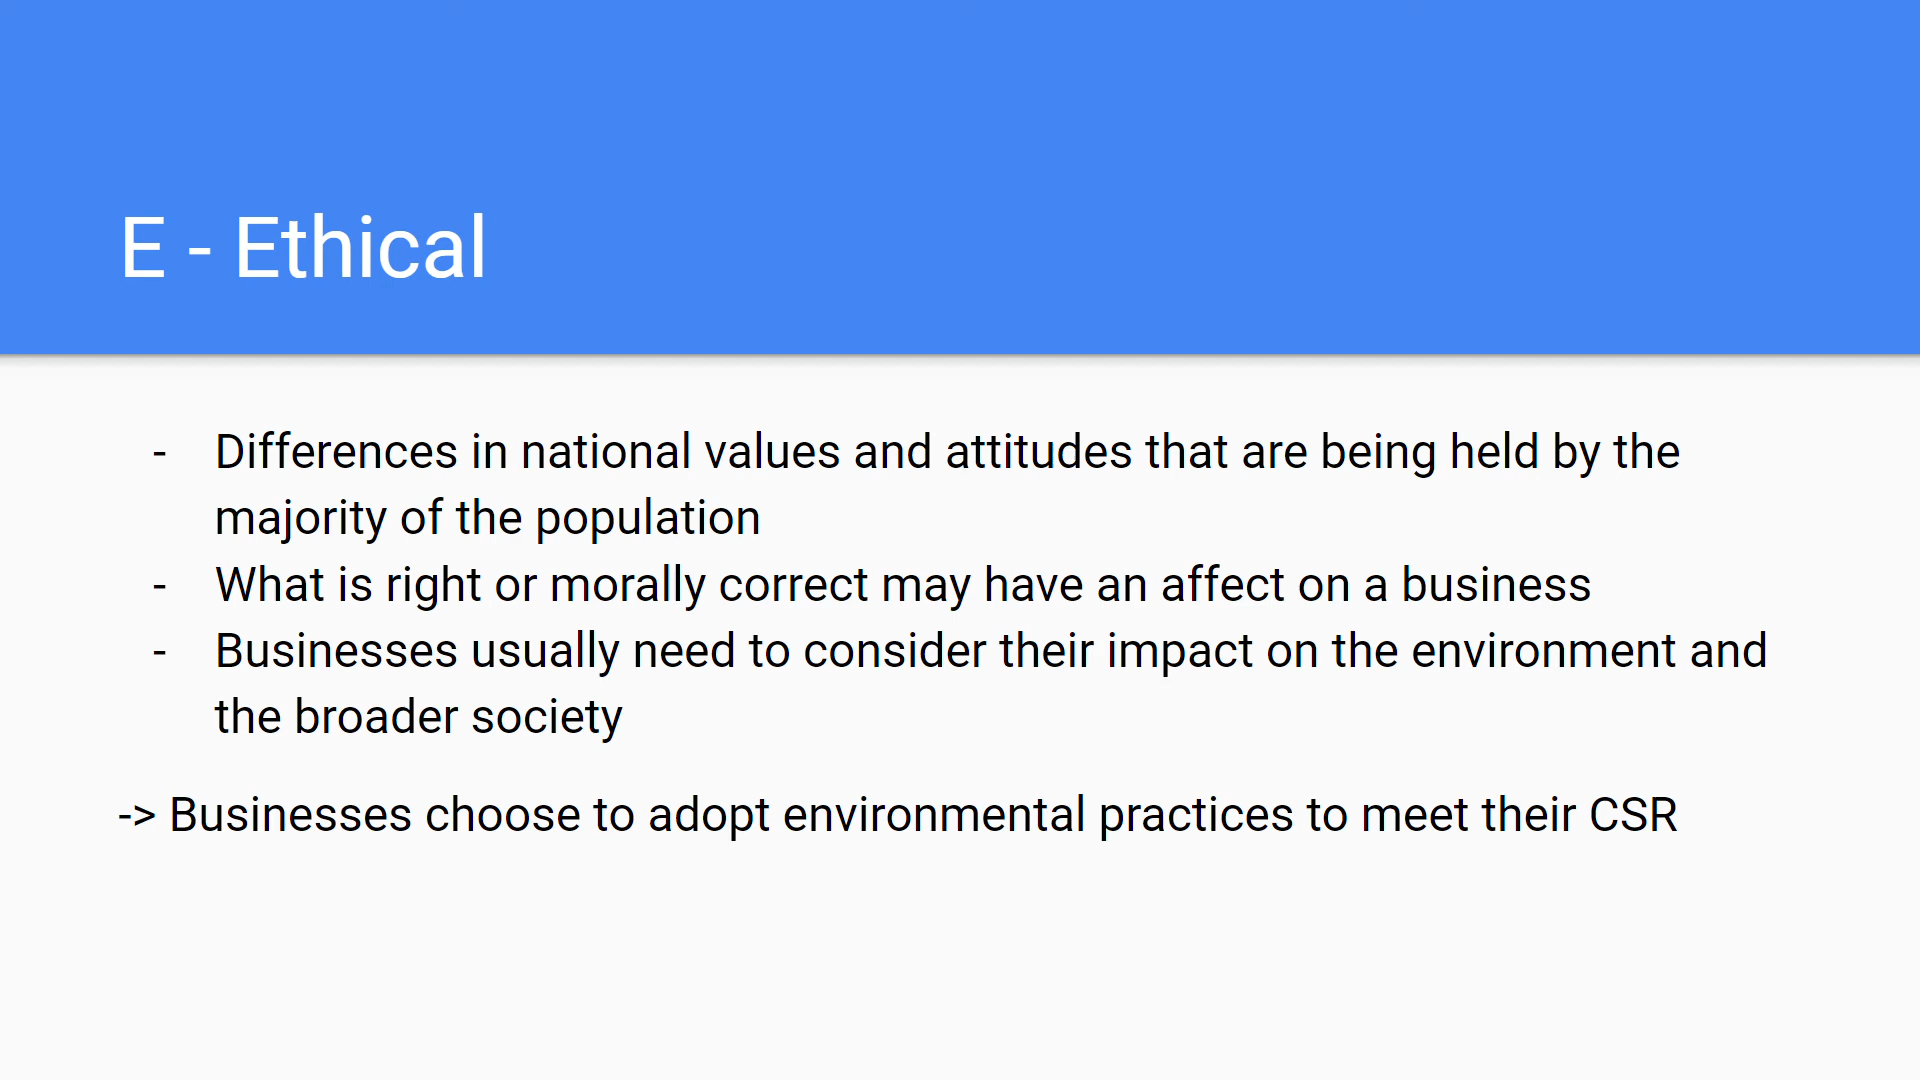 E - Ethical
- Differences in national values and attitudes that are being held by the
majority of the population
- What is right or morally correct may have an affect on a business
- Businesses usually need to consider their impact on the environment and
the broader society
-> Businesses choose to adopt environmental practices to meet their CSR